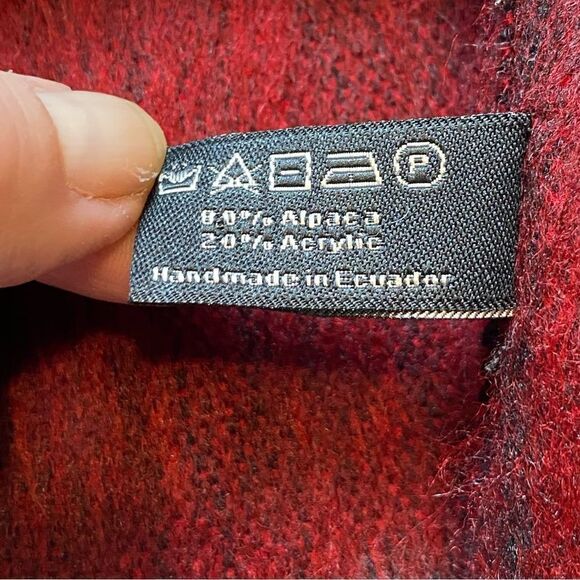 P
80% Alpaca
20% Acrylic
Handmade in Ecuador